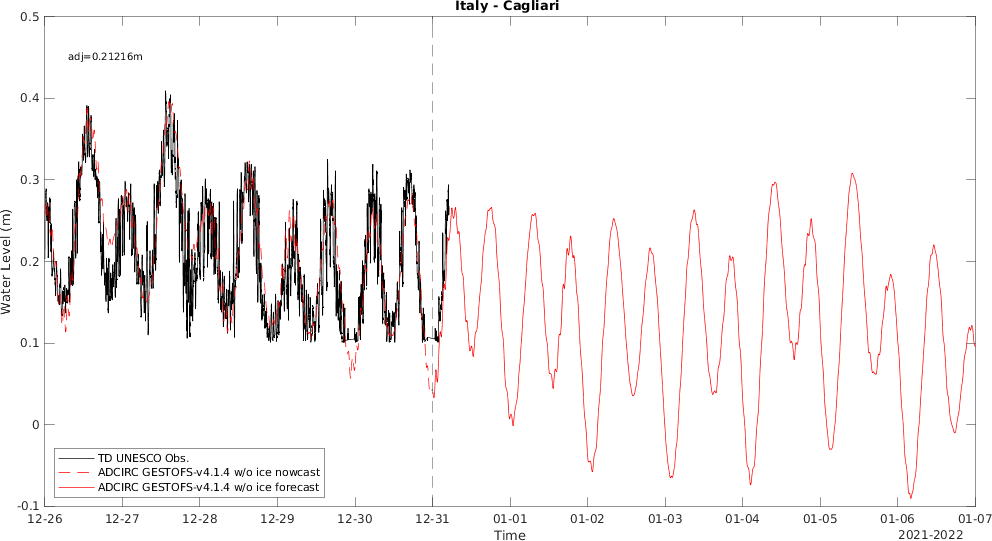 Italy - Cagliari
adj=0.21216m
Water Level (m)
0.5
0.4
0.3
0.2
0.1
0
-0.1
TD UNESCO Obs.
ADCIRC GESTOFS-v4.1.4 w/o ice nowcast
ADCIRC GESTOFS-v4.1.4 w/o ice forecast
12-26 12-27 12-28 12-29 12-30 12-31 01-01 01-02 01-03 01-04 01-05 01-06 01-07
Time
2021-2022